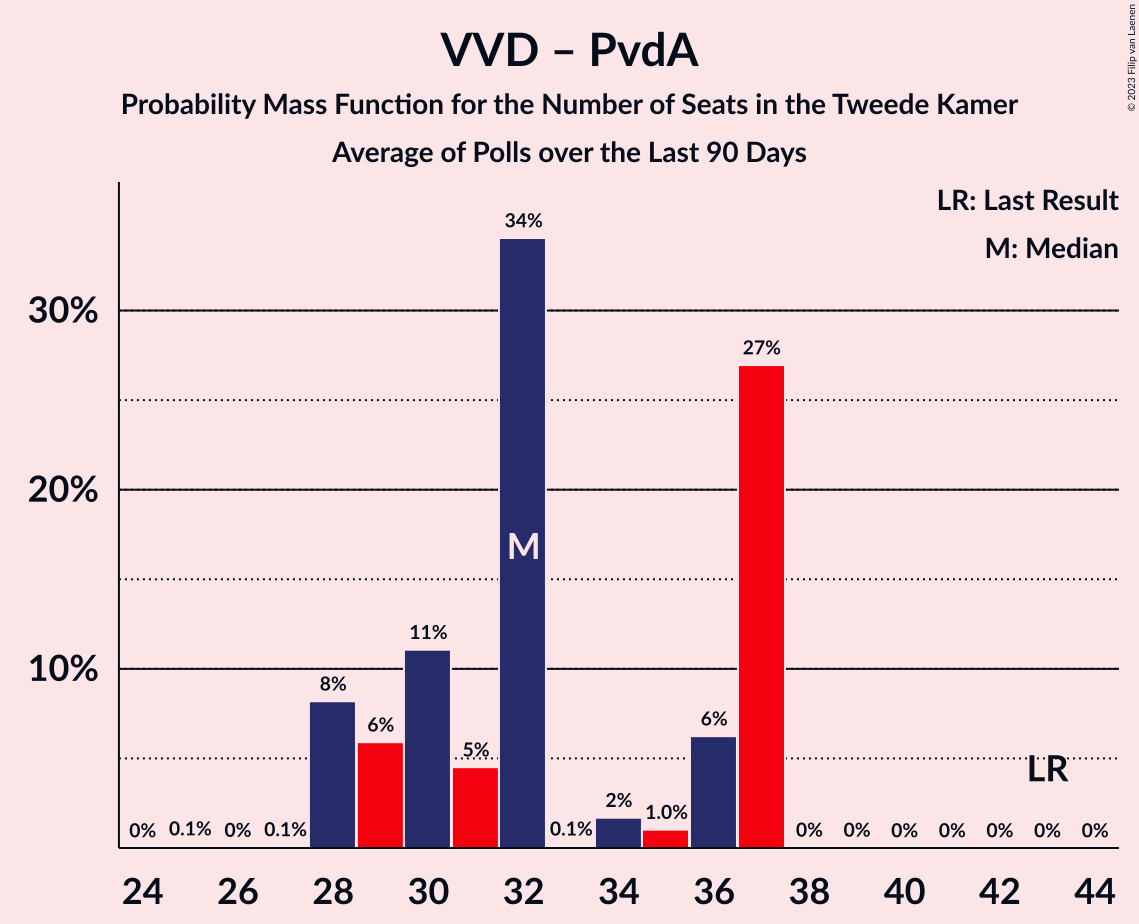 VVD – PvdA
Probability Mass Function for the Number of Seats in the Tweede Kamer
Average of Polls over the Last 90 Days
© 2023 Filip van Laenen
LR: Last Result
M: Median
30%
20%
10%
0% 0.1% 0% 0.1% 8% 6% 11% 5% 34% 0.1% 2% 1.0% 6% 27% 0% 0% 0% 0% 0% 0% 0%
M
LR
24 26 28 30 32 34 36 38 40 42 44